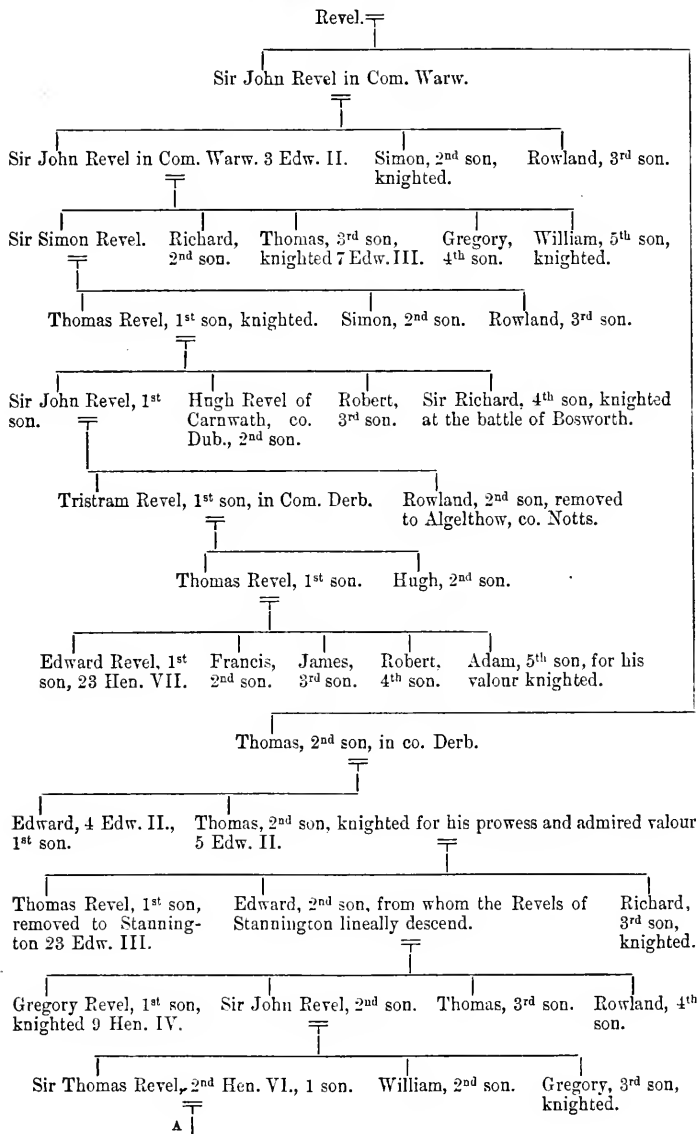 Revel.
Sir John Revel in Com. Warw.
Sir John Revel in Com. Warw. 3 Edw. II. Simon, 2nd son, Rowland, 3rd son.
knighted.
Sir Simon Revel. Richard, Thomas, 3rd son, Gregory, William, 5th son,
2nd son. knighted 7 Edw. III. 4th son. knighted.
Thomas Revel, 1st son, knighted. Simon, 2nd son. Rowland, 3rd son.
Sir John Revel, 1st Hugh Revel of Robert, Sir Richard, 4th son, knighted
son. Carnwath, co. 3rd son. at the battle of Bosworth.
Dub., 2nd son.
Tristram Revel, 1st son, in Com. Derb. Rowland, 2nd son, removed
to Algelthow, co. Notts.
Thomas Revel, 1st son. Hugh, 2nd son.
Edward Revel, 1st Francis, James, Robert, Adam, 5th son, for his
son, 23 Hen. VII. 2nd son. 3rd son. 4th son. valour knighted.
Thomas, 2nd son, in co. Derb.
Edward, 4 Edw. II., Thomas, 2nd son, knighted for his prowess and admired valour
1st son. 5 Edw. II.
Thomas Revel, 1st son, Edward, 2nd son, from whom the Revels of Richard,
removed to Stanning- Stannington lineally descend. 3rd son,
ton 23 Edw. III. knighted.
Gregory Revel, 1st son, Sir John Revel, 2nd son. Thomas, 3rd son. Rowland, 4th
knighted 9 Hen. IV. son.
Sir Thomas Revel, 2nd Hen. VI., 1 son. William, 2nd son. Gregory, 3rd son,
knighted.
A